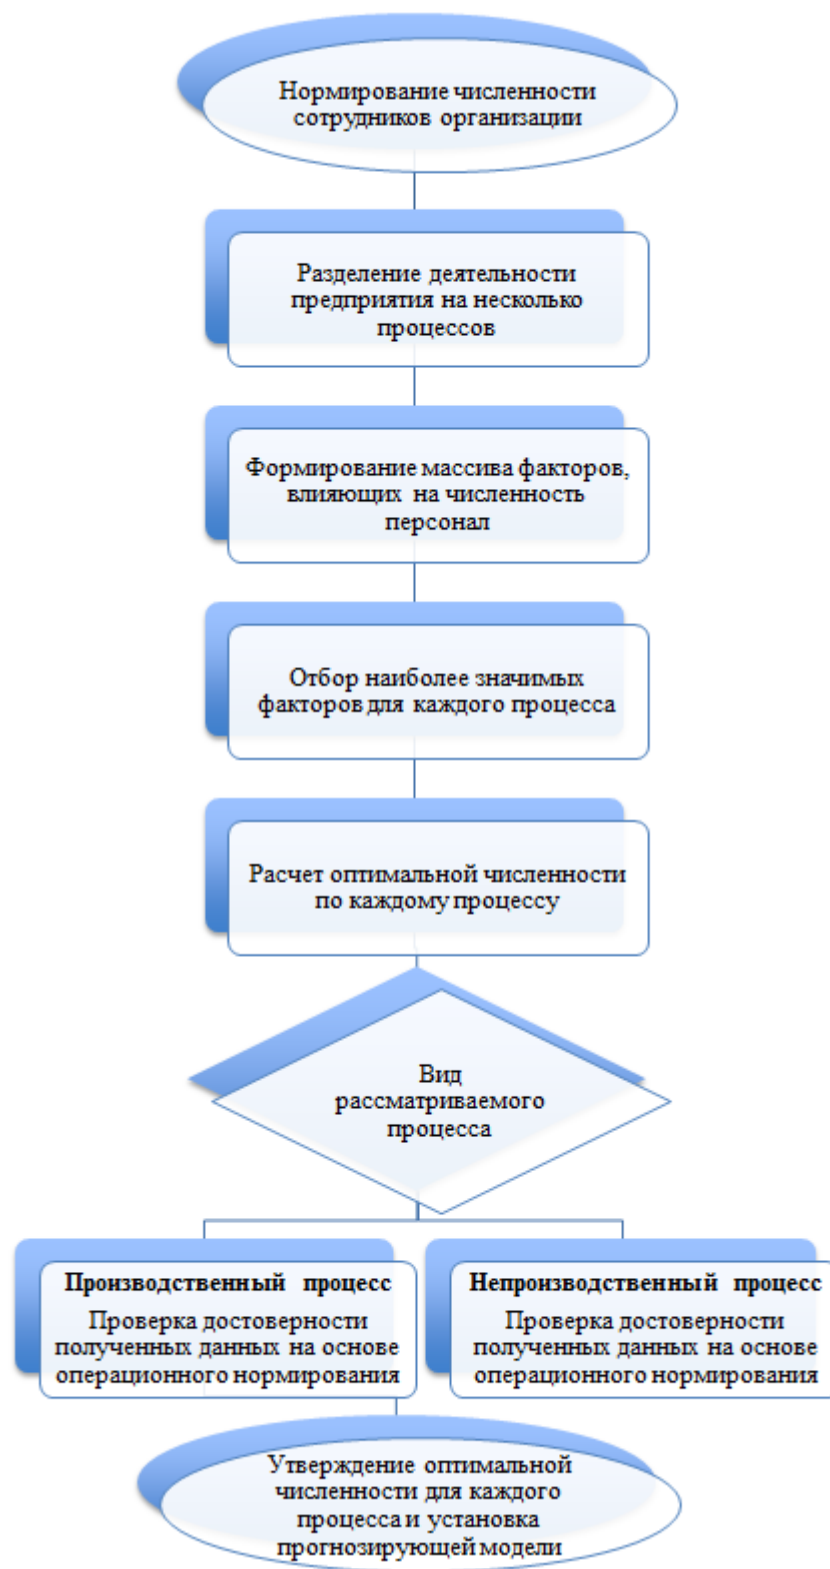 Нормирование численности
сотрудников организации
Разделение деятельности
предприятия на несколько
процессов
Формирование массива факторов,
влияющих на численность
персонал
Отбор наиболее значимых
факторов для каждого процесса
Расчет оптимальной численности
по каждому процессу
Вид
рассматриваемого
процесса
Производственный процесс
Проверка достоверности
полученных данных на основе
операционного нормирования
Непроизводственный процесс
Проверка достоверности
полученных данных на основе
операционного нормирования
Утверждение оптимальной
численности для каждого
процесса и установка
прогнозирующей модели